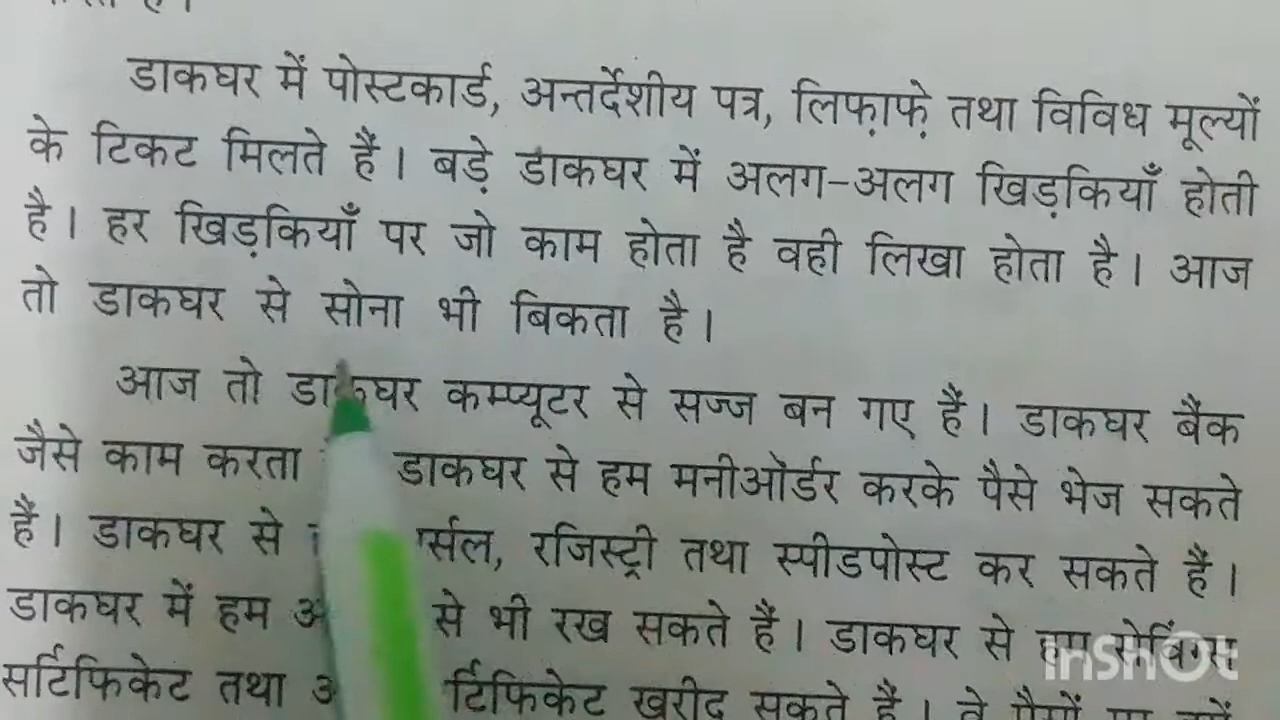 डाकघर में पोस्टकार्ड, अन्तर्देशीय पत्र, लिफ़ाफ़े तथा विविध मूल्यों
के टिकट मिलते हैं। बड़े डाकघर में अलग-अलग खिड़कियाँ होती
है। हर खिड़कियाँ पर जो काम होता है वही लिखा होता है। आज
तो डाकघर से सोना भी बिकता है।
आज तो डाकघर कम्प्यूटर से सज्ज बन गए हैं। डाकघर बैंक
जैसे काम करता डाकघर से हम मनीऑर्डर करके पैसे भेज सकते
हैं। डाकघर से रजिस्ट्री तथा स्पीडपोस्ट कर सकते हैं।
डाकघर में हम से भी रख सकते हैं। डाकघर से हम सेविंग्स
सर्टिफिकेट तथा र्टिफिकेट खरीद सकते हैं। वे पैसों
InShOt